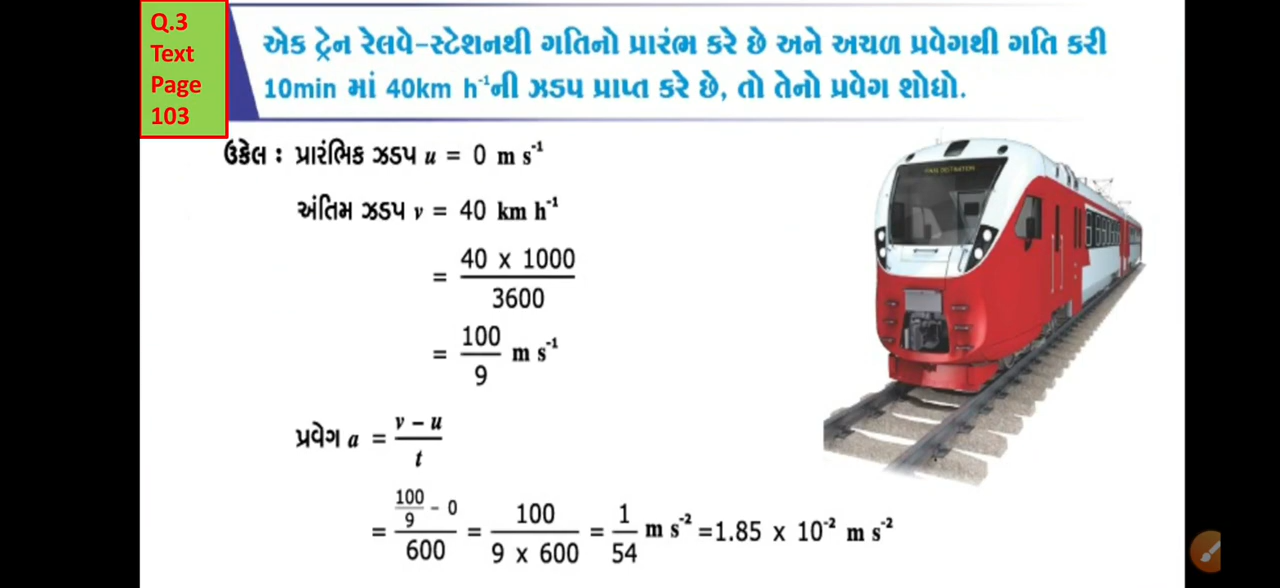 Q.3
Text
Page
103
એક ટ્રેન રેલવે-સ્ટેશનથી ગતિનો પ્રારંભ કરે છે અને અચળ પ્રવેગથી ગતિ કરી
10min માં 40km h⁻¹ની ઝડપ પ્રાપ્ત કરે છે, તો તેનો પ્રવેગ શોધો.
ઉકેલ : પ્રારંભિક ઝડપ u = 0 m s⁻¹
અંતિમ ઝડપ v = 40 km h⁻¹
= 40 x 1000 / 3600
= 100 / 9 m s⁻¹
પ્રવેગ a = v – u / t
= 100/9 – 0 / 600 = 100 / 9 x 600 = 1 / 54 m s⁻² =1.85 x 10⁻² m s⁻²